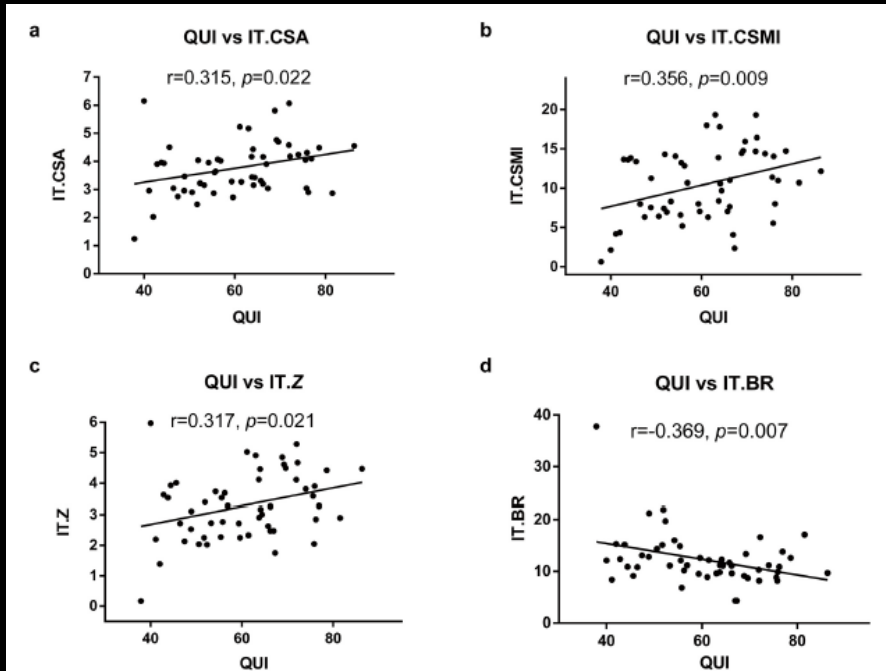 a
QUI vs IT.CSA
r=0.315, p=0.022
7
6
5
4
3
2
1
0
IT.CSA
40 60 80
QUI
b
QUI vs IT.CSMI
r=0.356, p=0.009
20
15
10
5
0
IT.CSMI
40 60 80
QUI
c
QUI vs IT.Z
r=0.317, p=0.021
6
5
4
3
2
1
0
IT.Z
40 60 80
QUI
d
QUI vs IT.BR
r=-0.369, p=0.007
40
30
20
10
0
IT.BR
40 60 80
QUI